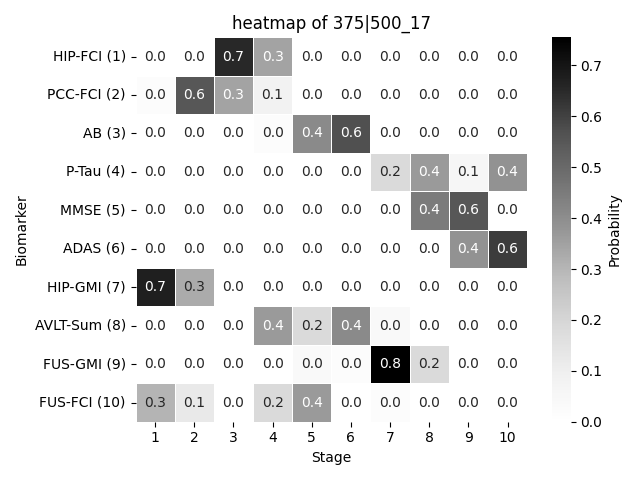 heatmap of 375|500_17
HIP-FCI (1) 0.0 0.0 0.7 0.3 0.0 0.0 0.0 0.0 0.0 0.0
PCC-FCI (2) 0.0 0.6 0.3 0.1 0.0 0.0 0.0 0.0 0.0 0.0
AB (3) 0.0 0.0 0.0 0.0 0.4 0.6 0.0 0.0 0.0 0.0
P-Tau (4) 0.0 0.0 0.0 0.0 0.0 0.0 0.2 0.4 0.1 0.4
MMSE (5) 0.0 0.0 0.0 0.0 0.0 0.0 0.0 0.4 0.6 0.0
ADAS (6) 0.0 0.0 0.0 0.0 0.0 0.0 0.0 0.0 0.4 0.6
HIP-GMI (7) 0.7 0.3 0.0 0.0 0.0 0.0 0.0 0.0 0.0 0.0
AVLT-Sum (8) 0.0 0.0 0.0 0.4 0.2 0.4 0.0 0.0 0.0 0.0
FUS-GMI (9) 0.0 0.0 0.0 0.0 0.0 0.0 0.8 0.2 0.0 0.0
FUS-FCI (10) 0.3 0.1 0.0 0.2 0.4 0.0 0.0 0.0 0.0 0.0
1 2 3 4 5 6 7 8 9 10
Stage
Biomarker
0.7
0.6
0.5
0.4
0.3
0.2
0.1
0.0
Probability